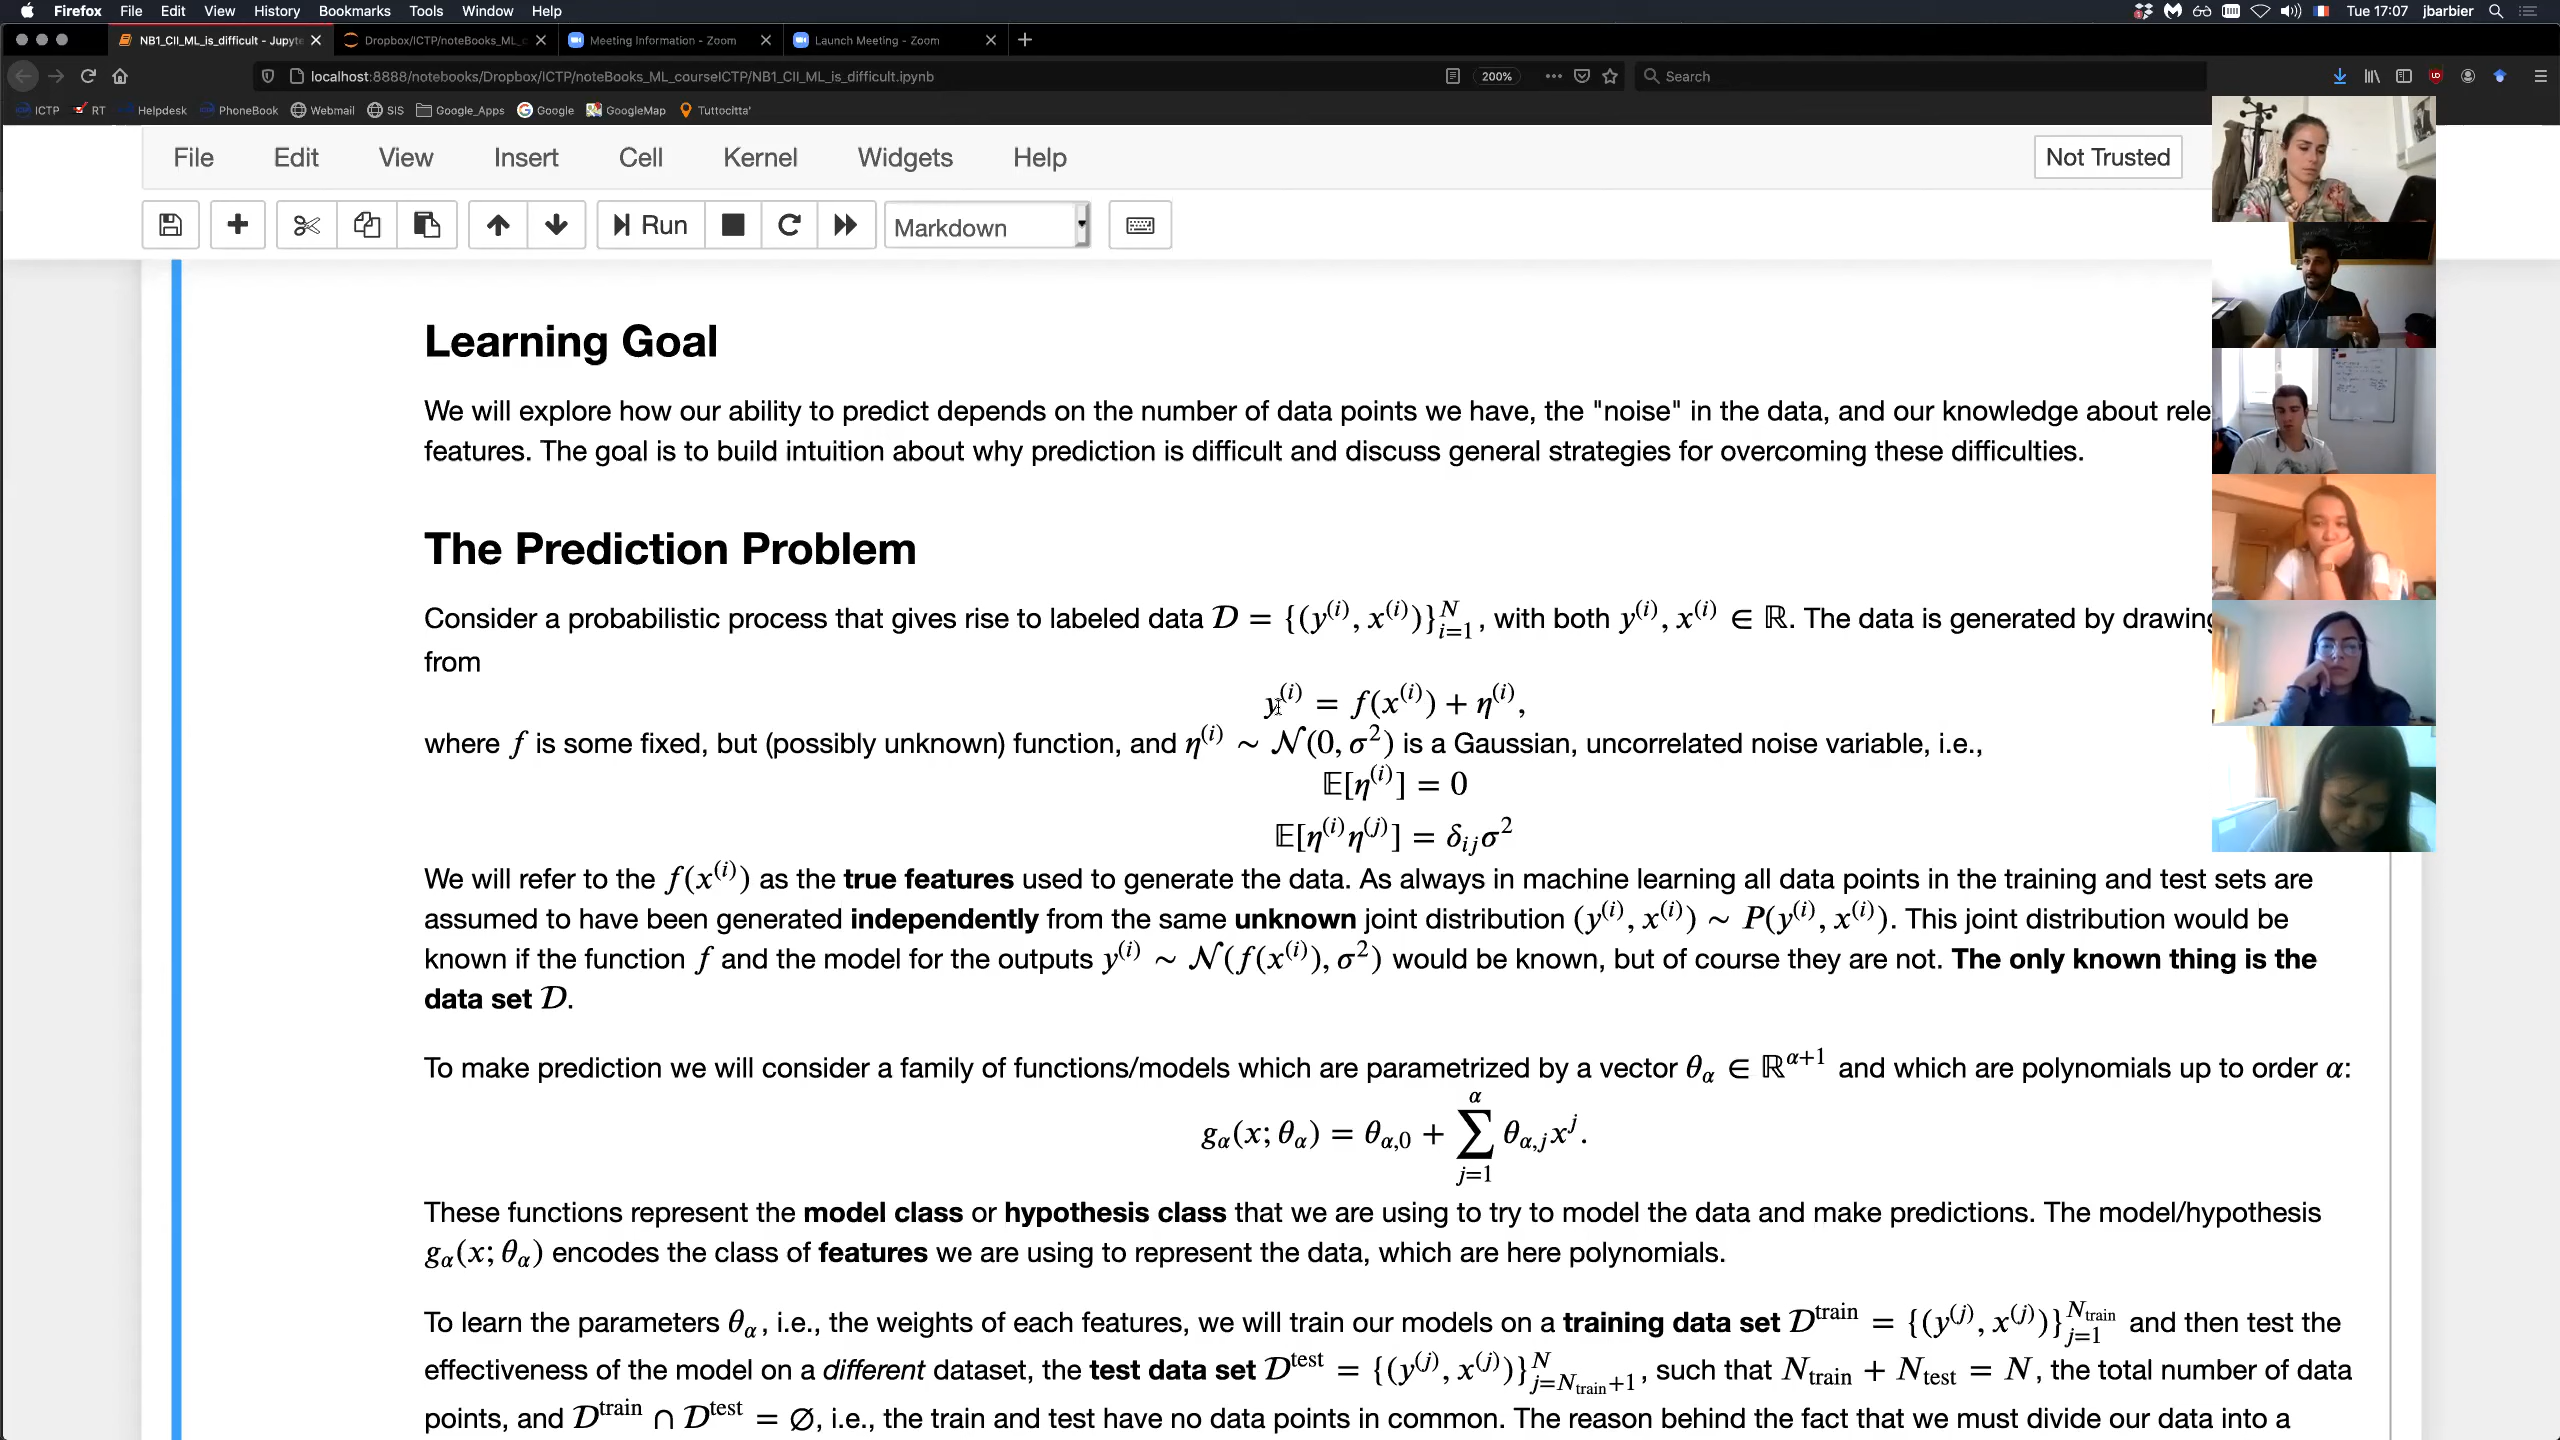 Firefox File Edit View History Bookmarks Tools Window Help Tue 17:07 jbarbier
NB1_CII_ML_is_difficult - Jupyte Dropbox/ICTP/noteBooks_ML_c Meeting Information - Zoom Launch Meeting - Zoom
localhost:8888/notebooks/Dropbox/ICTP/noteBooks_ML_courseICTP/NB1_CII_ML_is_difficult.ipynb 200% Search
ICTP RT Helpdesk PhoneBook Webmail SIS Google_Apps Google GoogleMap Tuttocitta'
File Edit View Insert Cell Kernel Widgets Help Not Trusted
Run Markdown
Learning Goal
We will explore how our ability to predict depends on the number of data points we have, the "noise" in the data, and our knowledge about rele
features. The goal is to build intuition about why prediction is difficult and discuss general strategies for overcoming these difficulties.
The Prediction Problem
Consider a probabilistic process that gives rise to labeled data 𝒟 = {(y⁽ⁱ⁾, x⁽ⁱ⁾)}ᵢ₌₁ᴺ, with both y⁽ⁱ⁾, x⁽ⁱ⁾ ∈ ℝ. The data is generated by drawing
from
y⁽ⁱ⁾ = f(x⁽ⁱ⁾) + η⁽ⁱ⁾,
where f is some fixed, but (possibly unknown) function, and η⁽ⁱ⁾ ∼ 𝒩(0, σ²) is a Gaussian, uncorrelated noise variable, i.e.,
𝔼[η⁽ⁱ⁾] = 0
𝔼[η⁽ⁱ⁾η⁽ʲ⁾] = δᵢⱼσ²
We will refer to the f(x⁽ⁱ⁾) as the true features used to generate the data. As always in machine learning all data points in the training and test sets are
assumed to have been generated independently from the same unknown joint distribution (y⁽ⁱ⁾, x⁽ⁱ⁾) ∼ P(y⁽ⁱ⁾, x⁽ⁱ⁾). This joint distribution would be
known if the function f and the model for the outputs y⁽ⁱ⁾ ∼ 𝒩(f(x⁽ⁱ⁾), σ²) would be known, but of course they are not. The only known thing is the
data set 𝒟.
To make prediction we will consider a family of functions/models which are parametrized by a vector θ_α ∈ ℝ^{α+1} and which are polynomials up to order α:
g_α(x; θ_α) = θ_{α,0} + ∑_{j=1}^{α} θ_{α,j}x^j.
These functions represent the model class or hypothesis class that we are using to try to model the data and make predictions. The model/hypothesis
g_α(x; θ_α) encodes the class of features we are using to represent the data, which are here polynomials.
To learn the parameters θ_α, i.e., the weights of each features, we will train our models on a training data set 𝒟^{train} = {(y^{(j)}, x^{(j)})}_{j=1}^{N_{train}} and then test the
effectiveness of the model on a different dataset, the test data set 𝒟^{test} = {(y^{(j)}, x^{(j)})}_{j=N_{train}+1}^{N}, such that N_{train} + N_{test} = N, the total number of data
points, and 𝒟^{train} ∩ 𝒟^{test} = ∅, i.e., the train and test have no data points in common. The reason behind the fact that we must divide our data into a